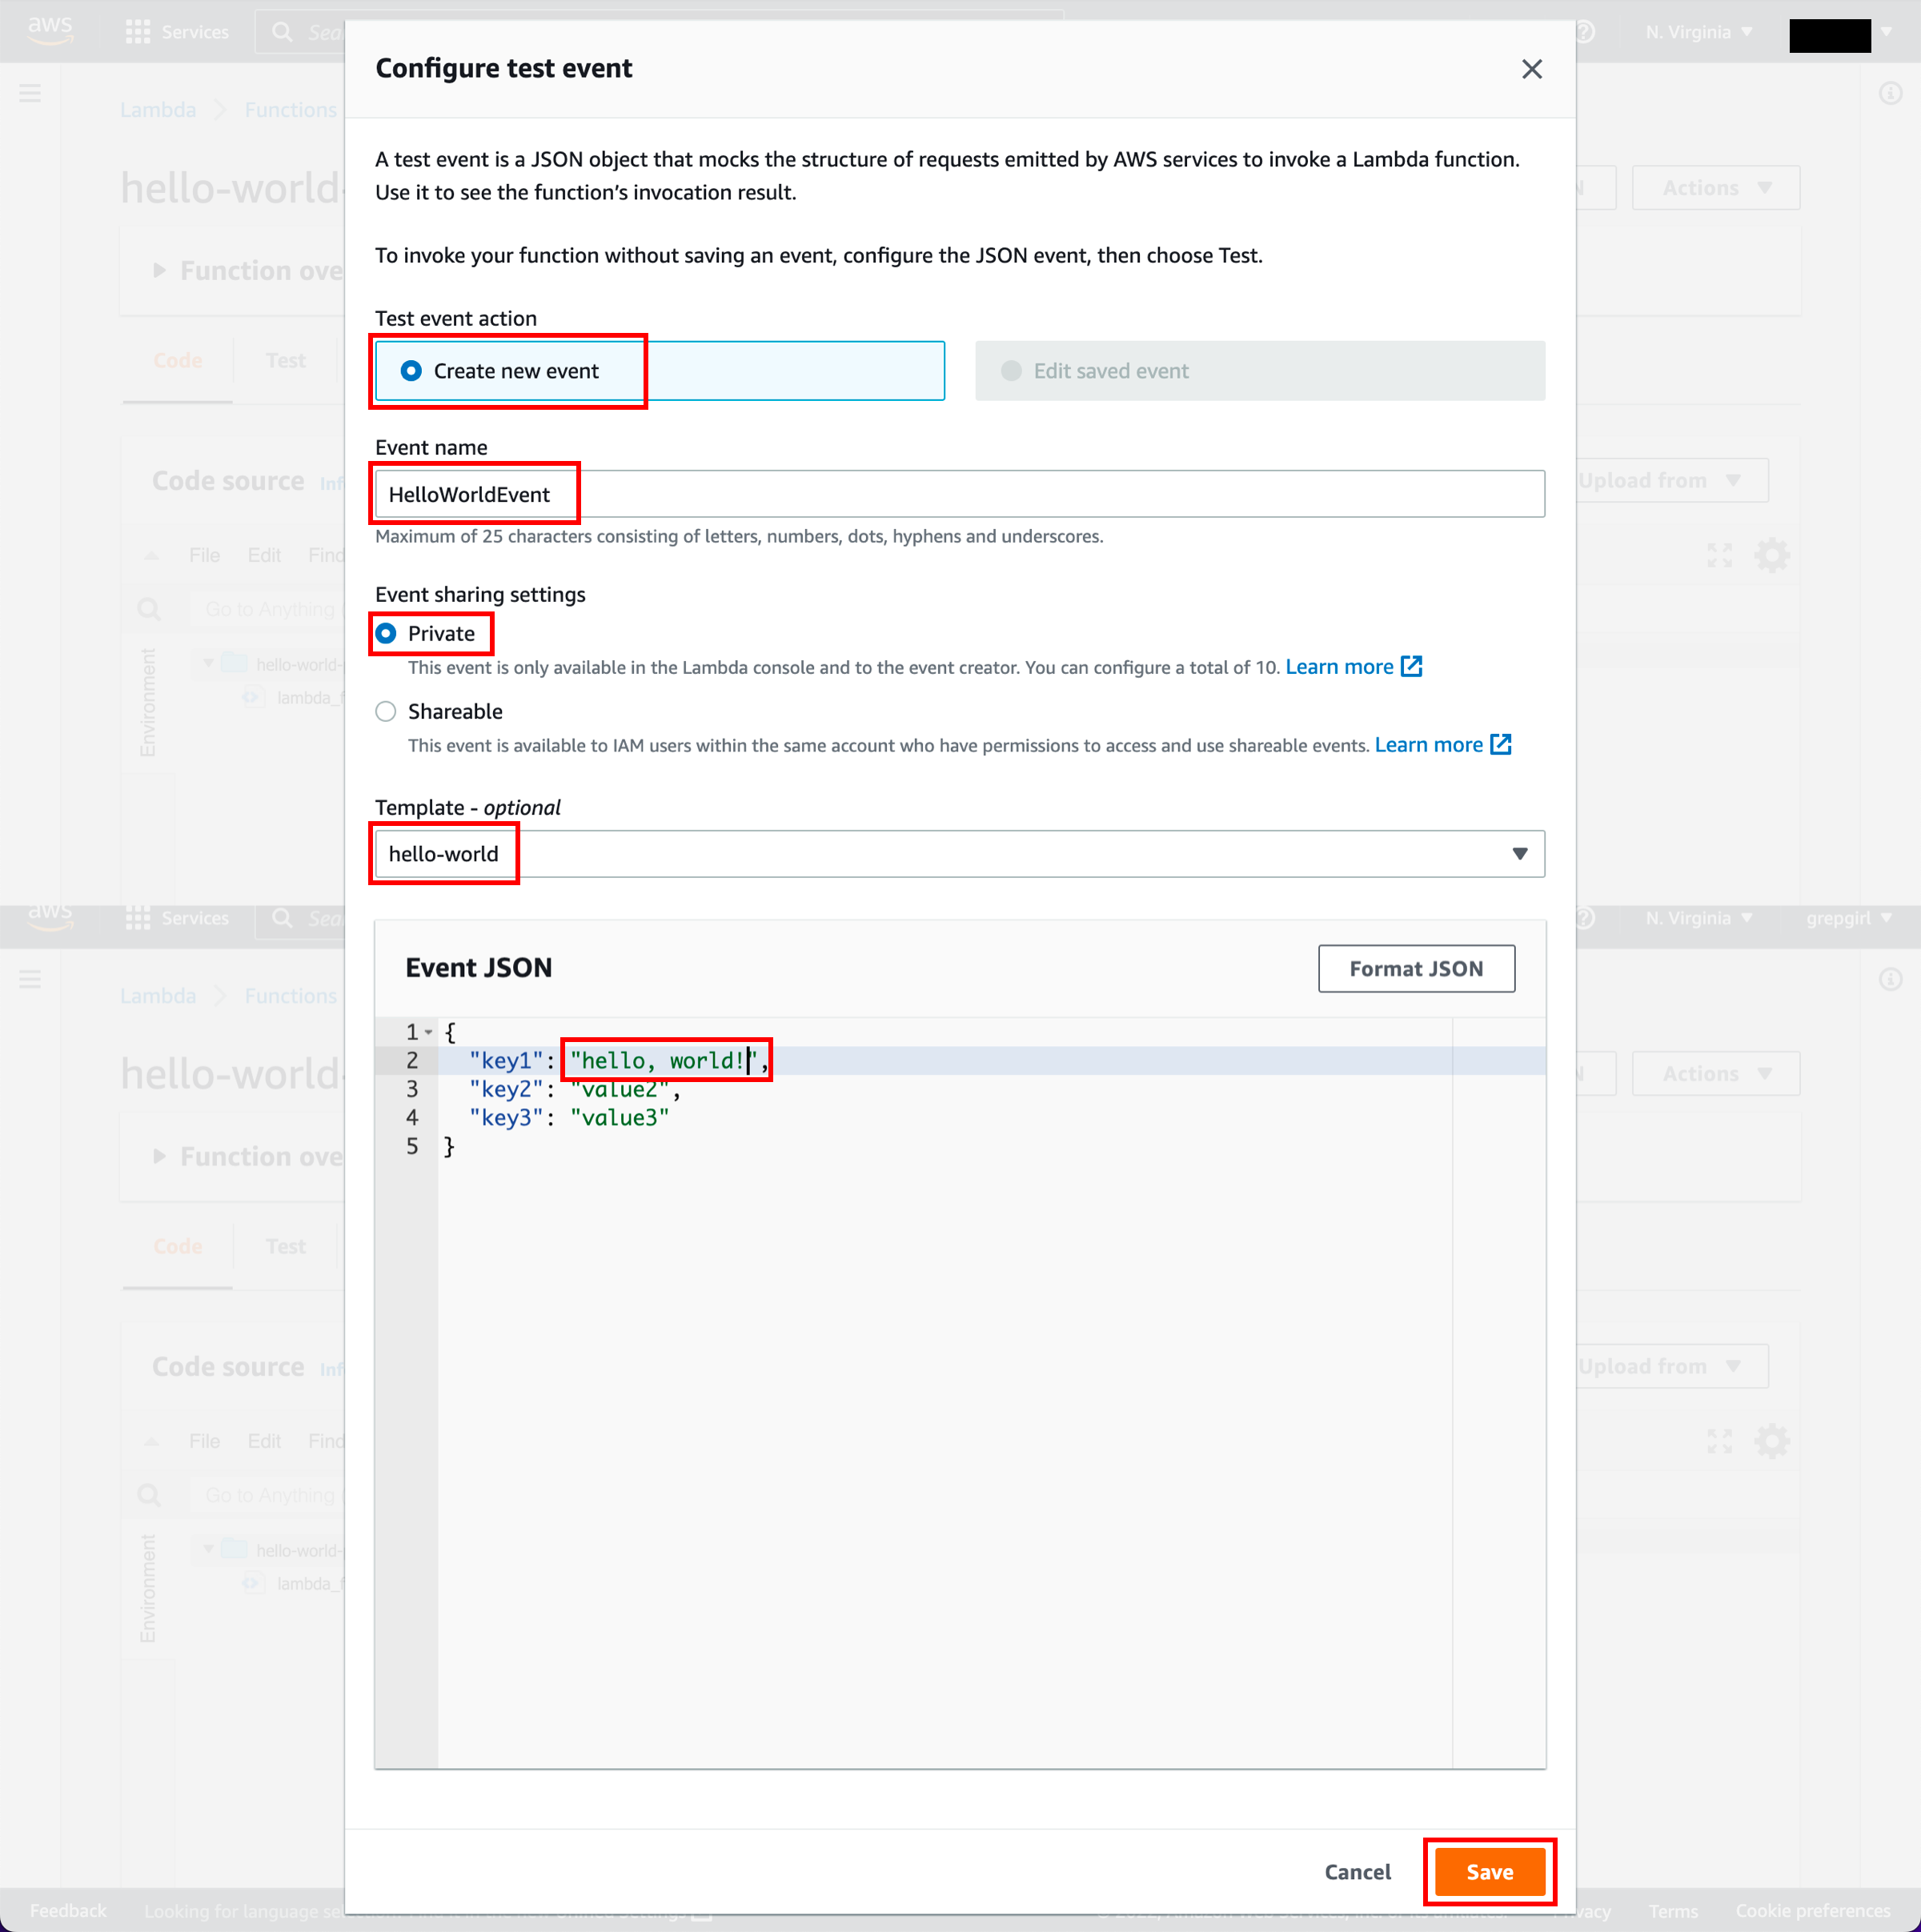 aws
Services
N. Virginia
Lambda
Functions
hello-world-
Actions
Function ove
Code
Test
Code source
Inf
Upload from
File
Edit
Find
Go to Anything
Environment
hello-world-
lambda_f
Configure test event
A test event is a JSON object that mocks the structure of requests emitted by AWS services to invoke a Lambda function.
Use it to see the function’s invocation result.
To invoke your function without saving an event, configure the JSON event, then choose Test.
Test event action
Create new event
Edit saved event
Event name
HelloWorldEvent
Maximum of 25 characters consisting of letters, numbers, dots, hyphens and underscores.
Event sharing settings
Private
This event is only available in the Lambda console and to the event creator. You can configure a total of 10. Learn more
Shareable
This event is available to IAM users within the same account who have permissions to access and use shareable events. Learn more
Template - optional
hello-world
Event JSON
Format JSON
1 {
2 "key1": "hello, world!",
3 "key2": "value2",
4 "key3": "value3"
5 }
Cancel
Save
aws
Services
N. Virginia
grepgirl
Lambda
Functions
hello-world-
Actions
Function ove
Code
Test
Code source
Inf
Upload from
File
Edit
Find
Go to Anything
Environment
hello-world-
lambda_f
Feedback
Looking for language
Terms
Cookie preferences